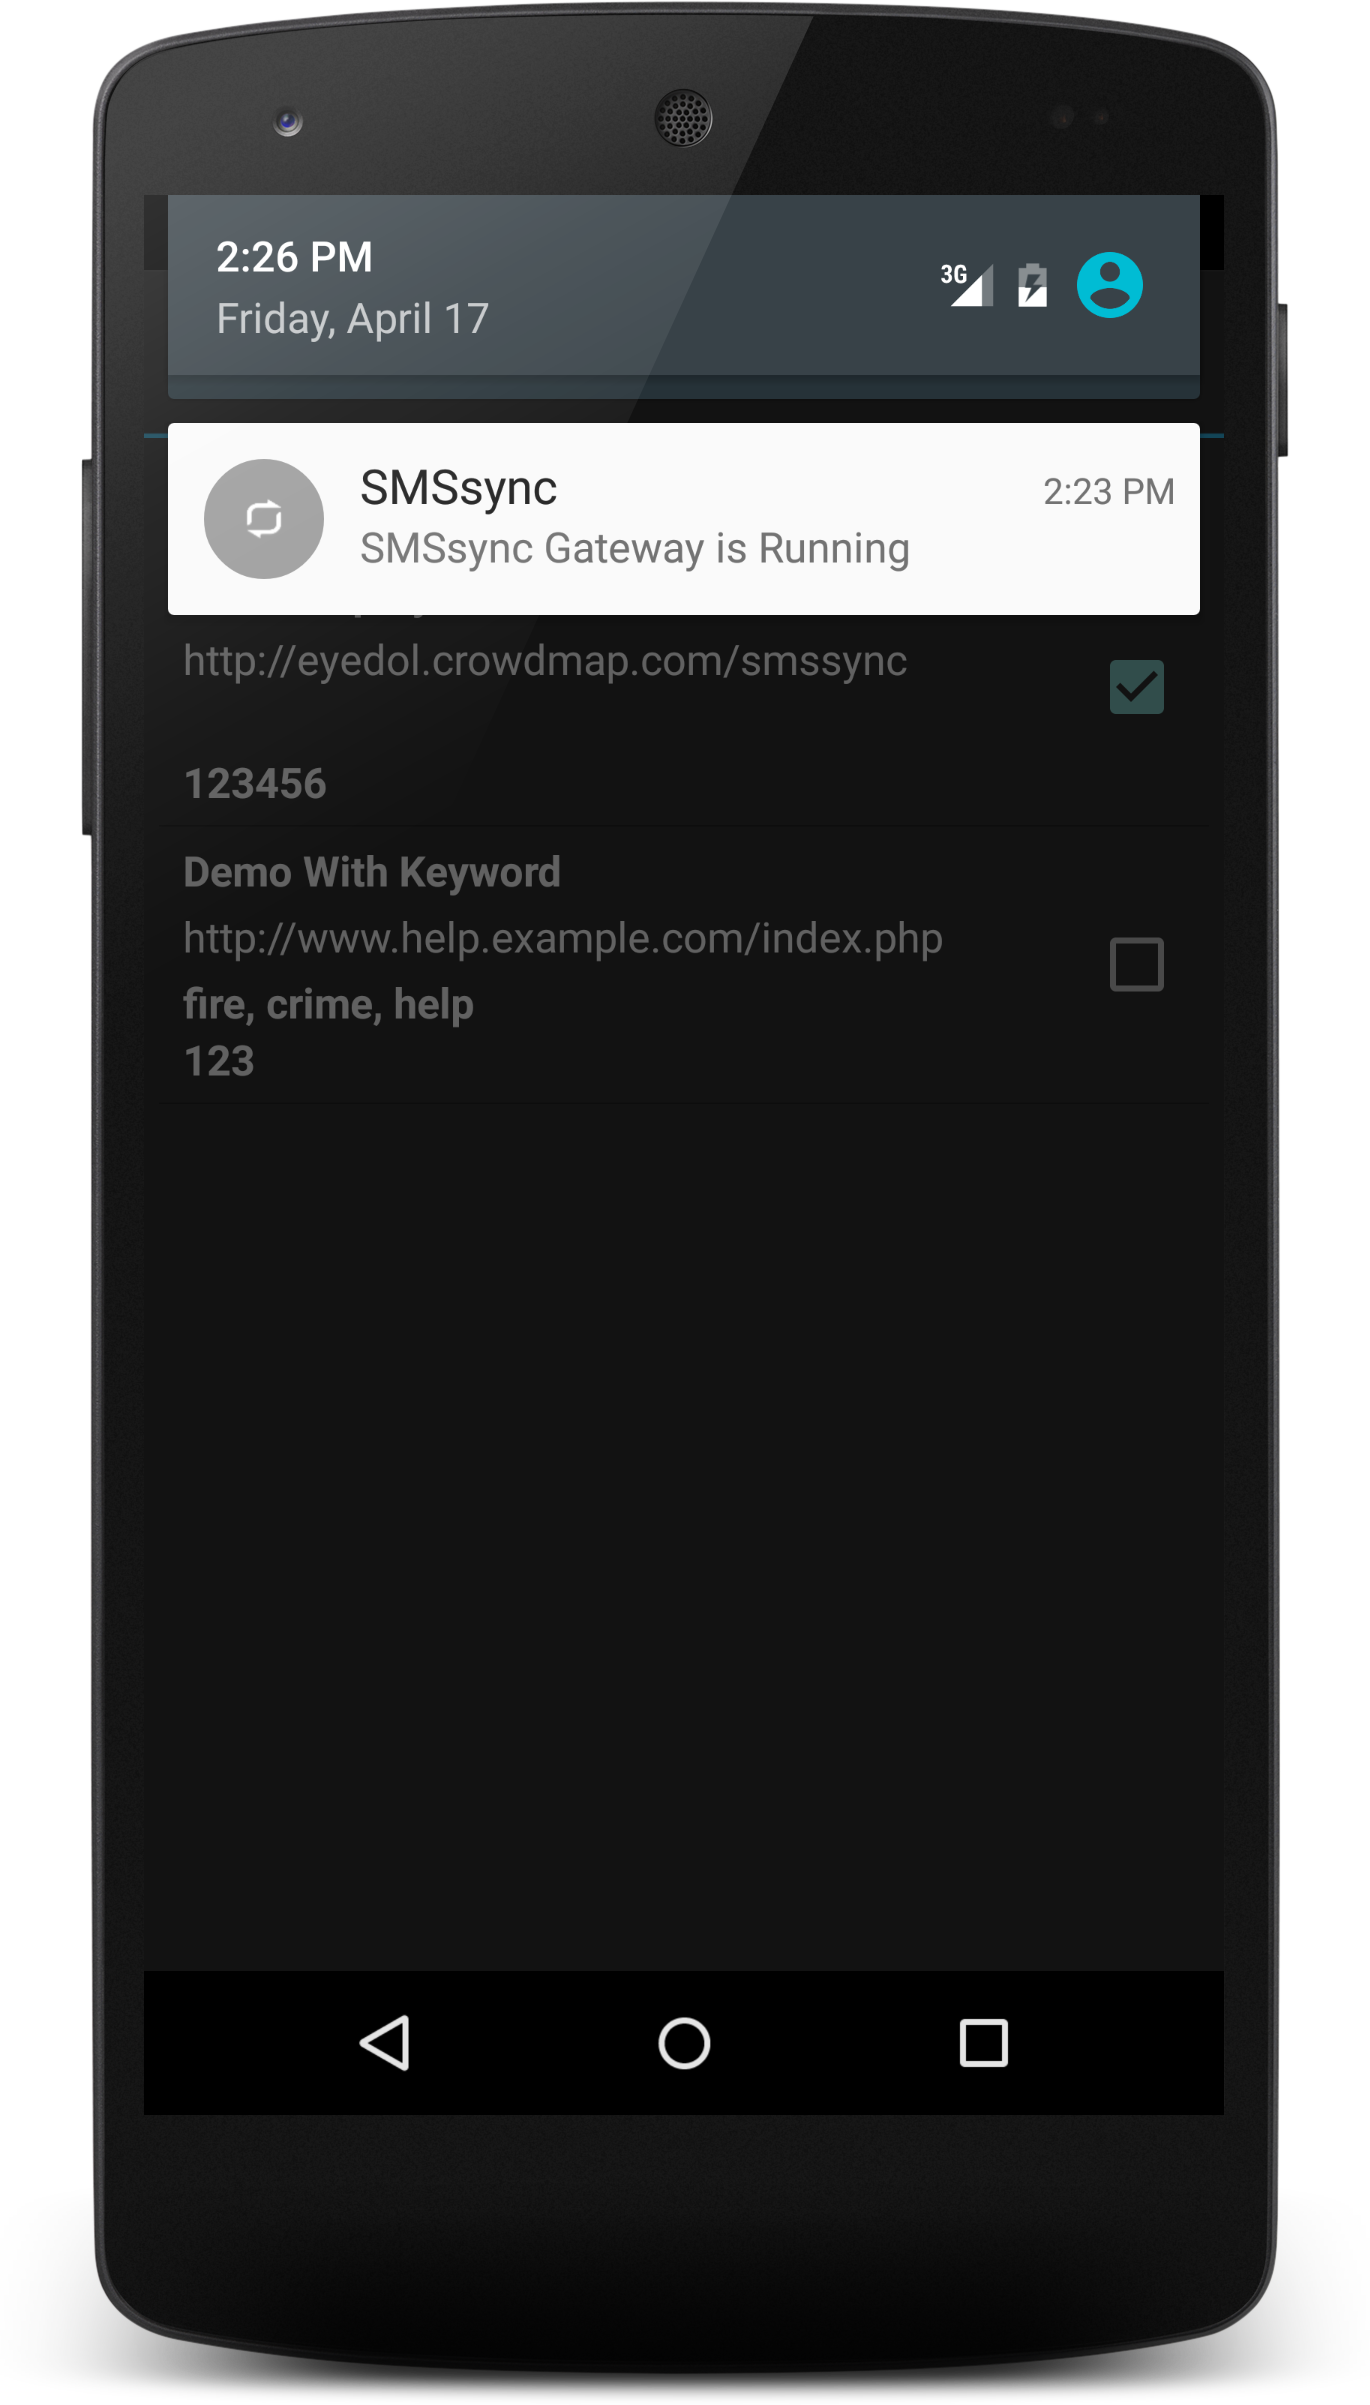 2:26 PM
Friday, April 17
3G
SMSsync
2:23 PM
SMSsync Gateway is Running
http://eyedol.crowdmap.com/smssync
123456
Demo With Keyword
http://www.help.example.com/index.php
fire, crime, help
123